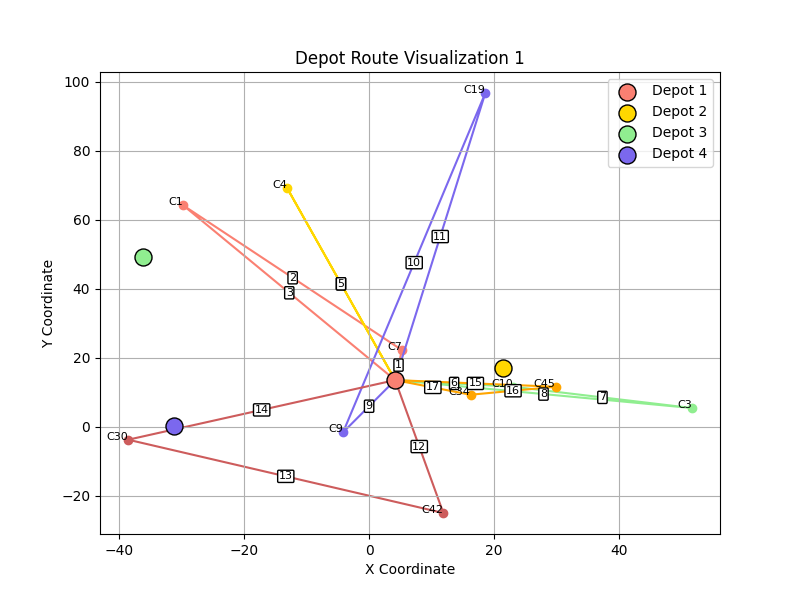 Depot Route Visualization 1
Depot 1
Depot 2
Depot 3
Depot 4
Y Coordinate
100
80
60
40
20
0
−20
−40
−20
0
20
40
X Coordinate
C19
C4
C1
C7
C10
C45
C34
C3
C9
C30
C42
1
2
3
5
6
7
8
9
10
11
12
13
14
15
16
17